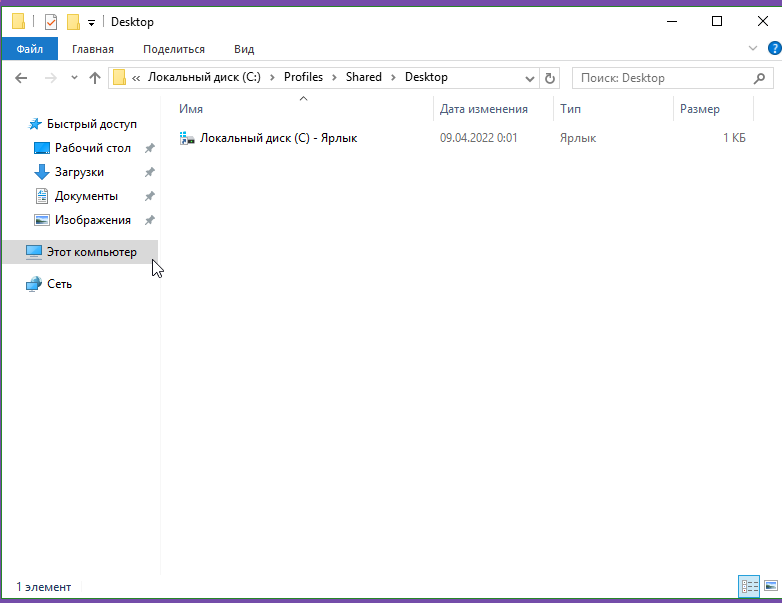 Desktop
Файл Главная Поделиться Вид ?
« Локальный диск (C:) › Profiles › Shared › Desktop Поиск: Desktop
Имя Дата изменения Тип Размер
Быстрый доступ
Рабочий стол
Загрузки
Документы
Изображения
Этот компьютер
Сеть
Локальный диск (C) - Ярлык 09.04.2022 0:01 Ярлык 1 КБ
1 элемент